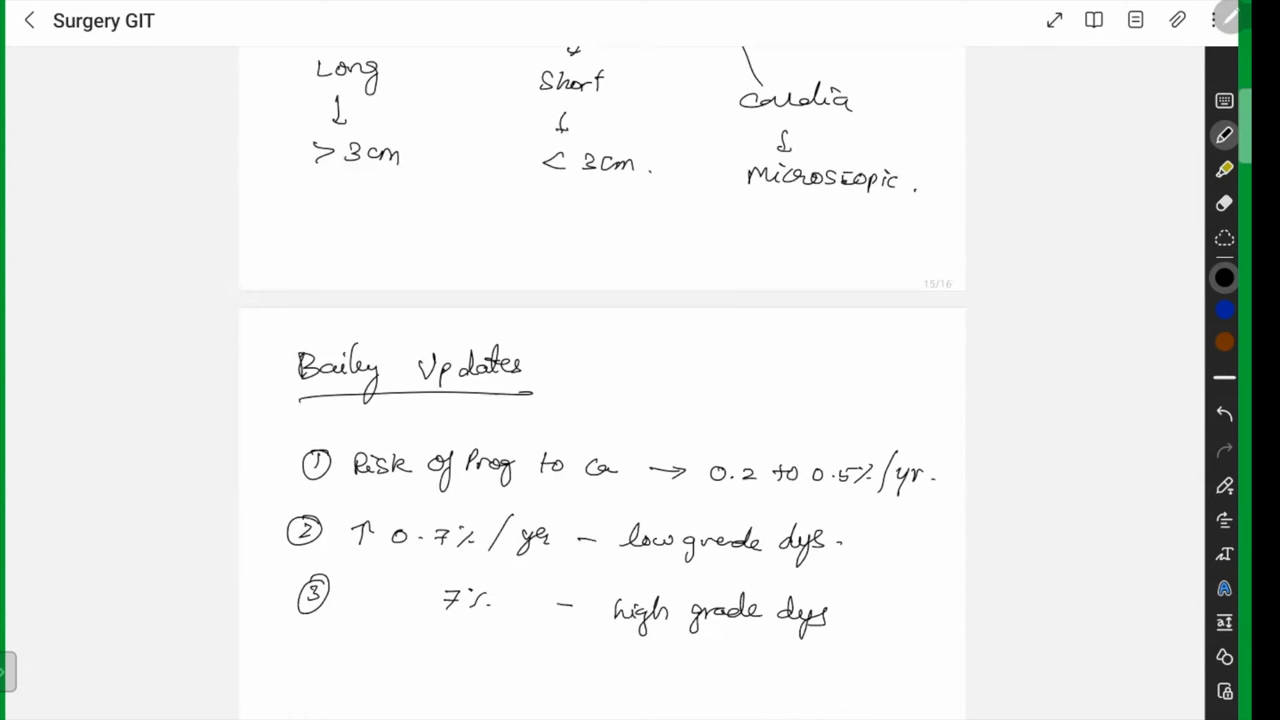 Surgery GIT
Long
Short
Cardia
> 3cm
< 3cm.
microscopic.
15/16
Bailey Updates
① Risk of Prog to Ca → 0.2 to 0.5%/yr.
② ↑ 0.7%/yr - low grade dys.
③ 7% - high grade dys